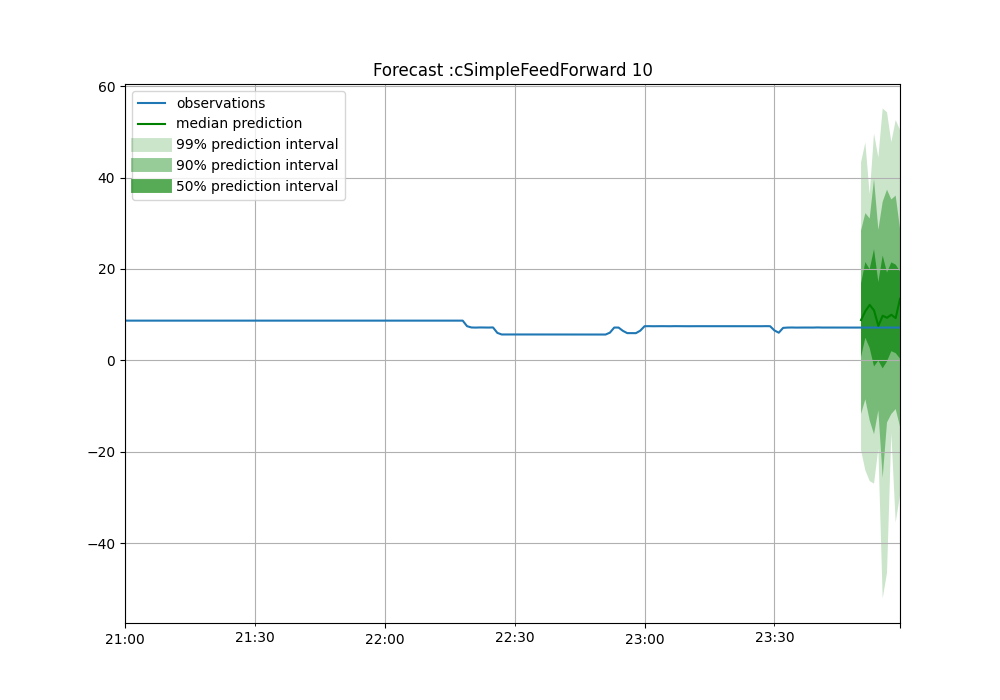 Forecast :cSimpleFeedForward 10
observations
median prediction
99% prediction interval
90% prediction interval
50% prediction interval
60
40
20
0
−20
−40
21:00
21:30
22:00
22:30
23:00
23:30